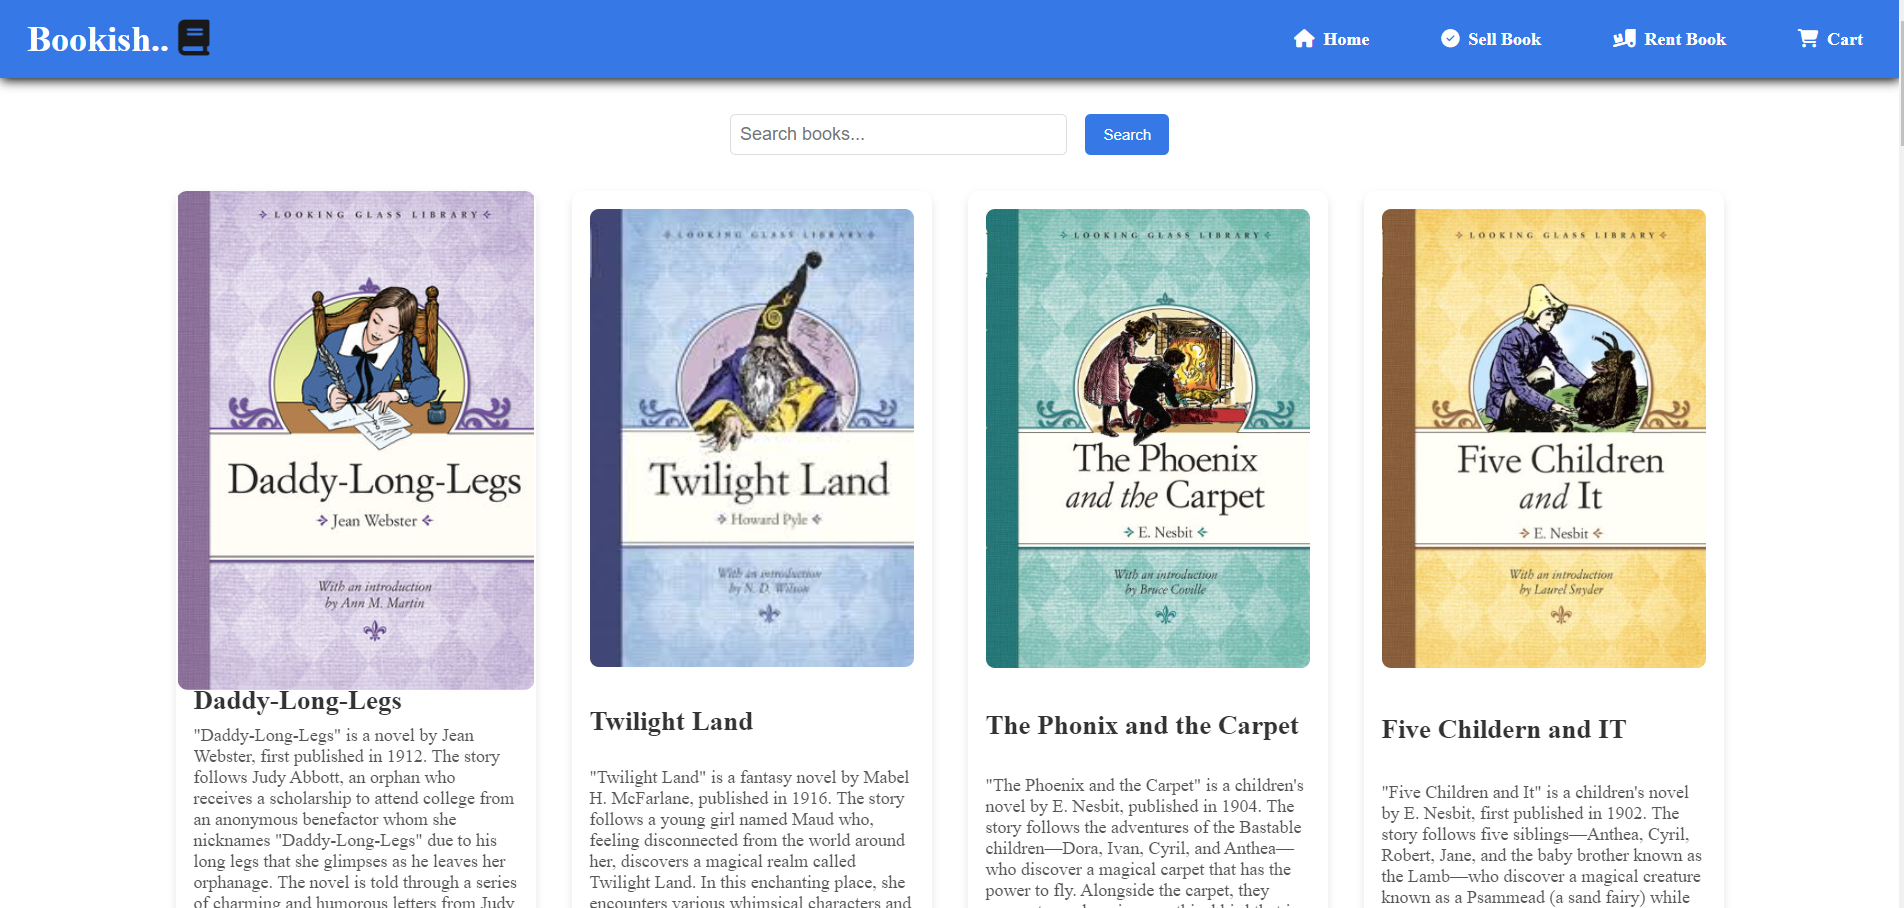 Bookish..
Home
Sell Book
Rent Book
Cart
Search books...
Search
LOOKING GLASS LIBRARY
Daddy-Long-Legs
Jean Webster
With an introduction
by Ann M. Martin
Daddy-Long-Legs
"Daddy-Long-Legs" is a novel by Jean
Webster, first published in 1912. The story
follows Judy Abbott, an orphan who
receives a scholarship to attend college from
an anonymous benefactor whom she
nicknames "Daddy-Long-Legs" due to his
long legs that she glimpses as he leaves her
orphanage. The novel is told through a series
of charming and humorous letters from Judy
LOOKING GLASS LIBRARY
Twilight Land
Howard Pyle
With an introduction
by N. D. Wilson
Twilight Land
"Twilight Land" is a fantasy novel by Mabel
H. McFarlane, published in 1916. The story
follows a young girl named Maud who,
feeling disconnected from the world around
her, discovers a magical realm called
Twilight Land. In this enchanting place, she
encounters various whimsical characters and
LOOKING GLASS LIBRARY
The Phoenix
and the Carpet
E. Nesbit
With an introduction
by Bruce Coville
The Phonix and the Carpet
"The Phoenix and the Carpet" is a children's
novel by E. Nesbit, published in 1904. The
story follows the adventures of the Bastable
children—Dora, Ivan, Cyril, and Anthea—
who discover a magical carpet that has the
power to fly. Alongside the carpet, they
LOOKING GLASS LIBRARY
Five Children
and It
E. Nesbit
With an introduction
by Laurel Snyder
Five Childern and IT
"Five Children and It" is a children's novel
by E. Nesbit, first published in 1902. The
story follows five siblings—Anthea, Cyril,
Robert, Jane, and the baby brother known as
the Lamb—who discover a magical creature
known as a Psammead (a sand fairy) while